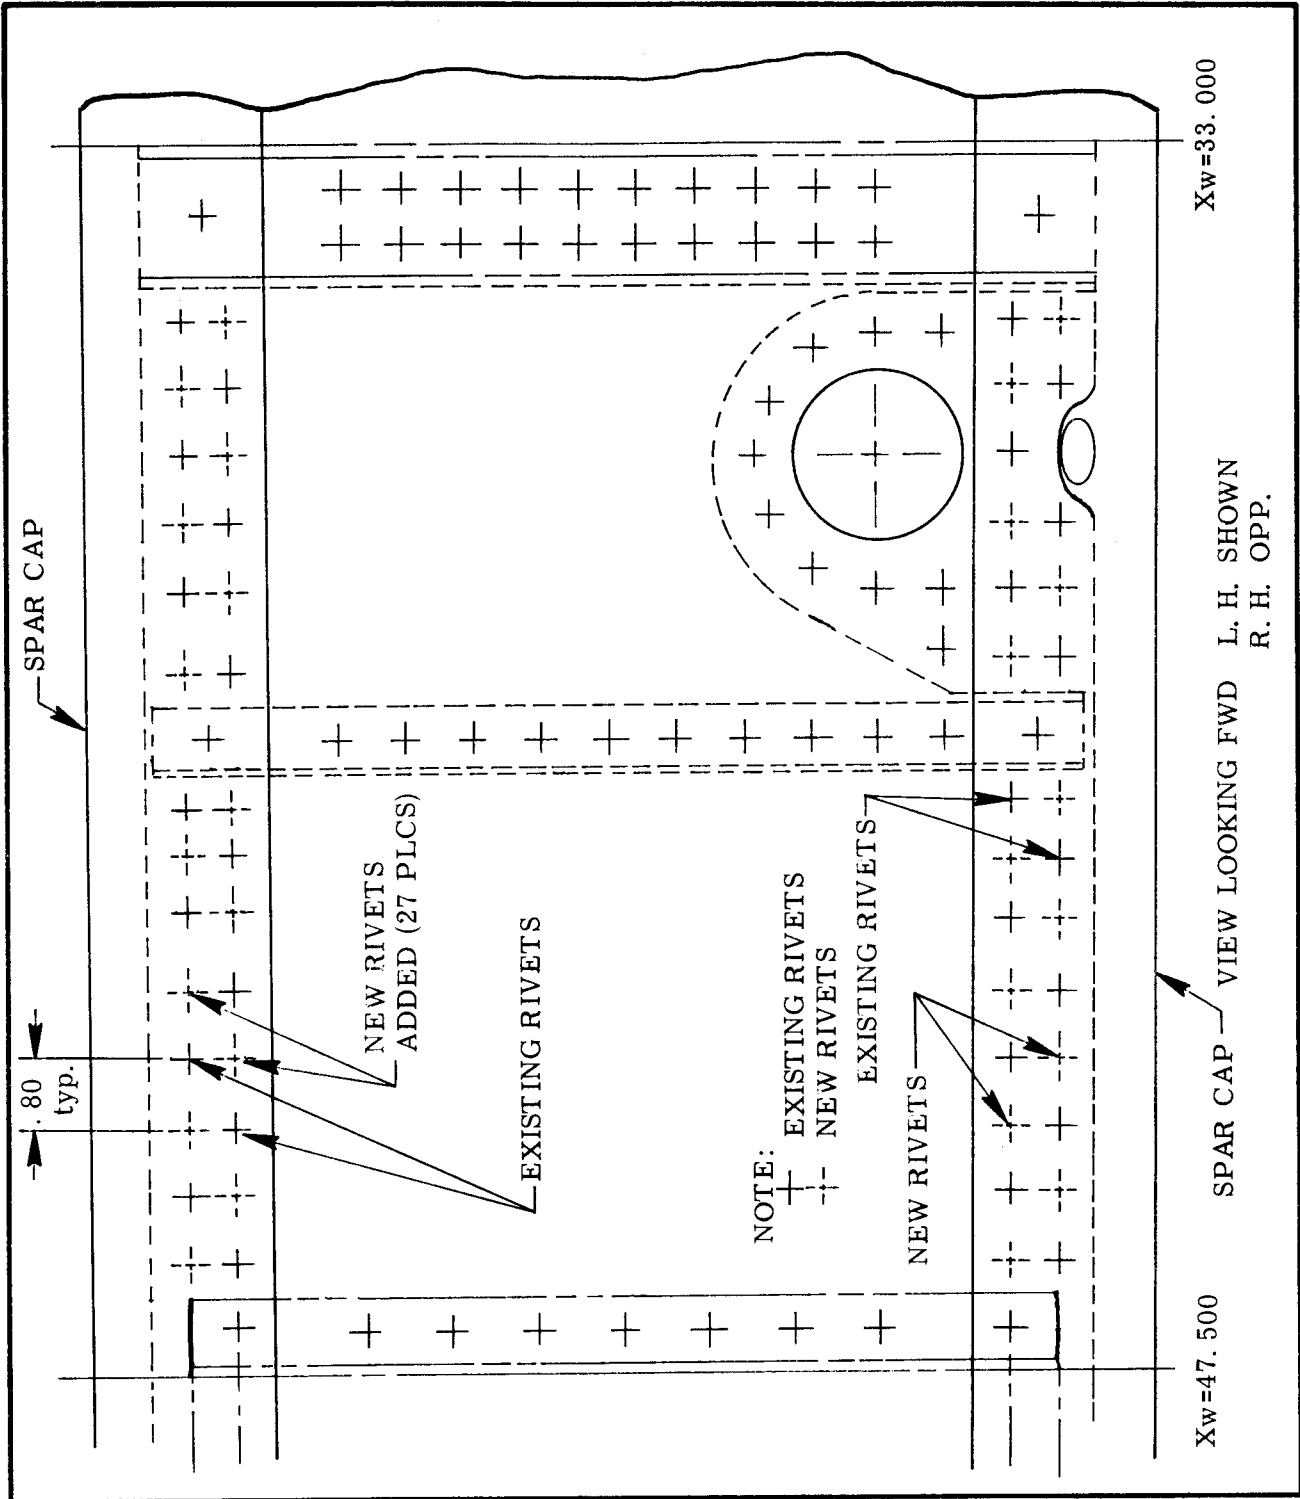 SPAR CAP
.80
typ.
NEW RIVETS
ADDED (27 PLCS)
EXISTING RIVETS
NOTE:
EXISTING RIVETS
NEW RIVETS
EXISTING RIVETS
NEW RIVETS
SPAR CAP
VIEW LOOKING FWD
L. H. SHOWN
R. H. OPP.
Xw=47.500
Xw=33.000